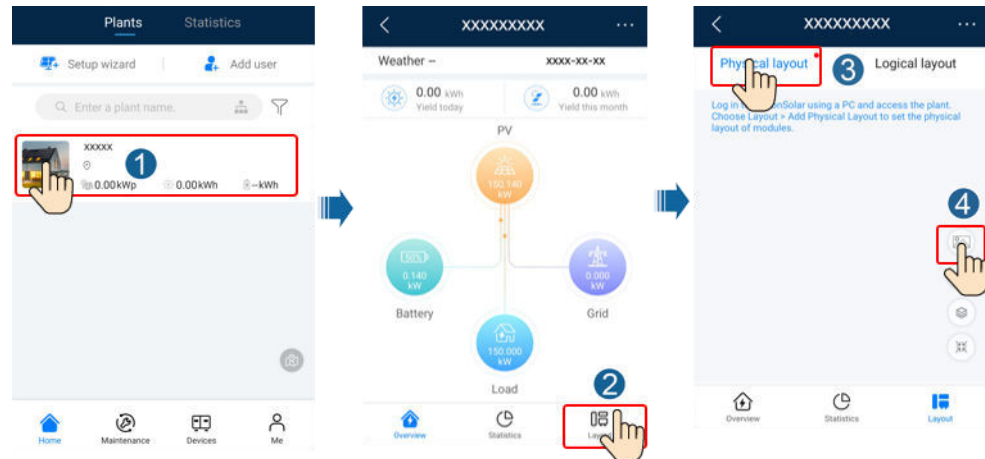 Plants Statistics
Setup wizard Add user
Enter a plant name.
xxxxx
1
0.00kWp 0.00kWh --kWh
Home Maintenance Devices Me
XXXXXXXXX ...
Weather -- xxxx-xx-xx
0.00 kWh 0.00 kWh
Yield today Yield this month
PV
150.140
kW
50%
0.140
kW
0.000
kW
Battery Grid
150.000
kW
Load
2
Overview Statistics
XXXXXXXXX ...
Physical layout 3 Logical layout
Log in using a PC and access the plant.
Choose Layout > Add Physical Layout to set the physical
layout of modules.
4
Overview Statistics Layout